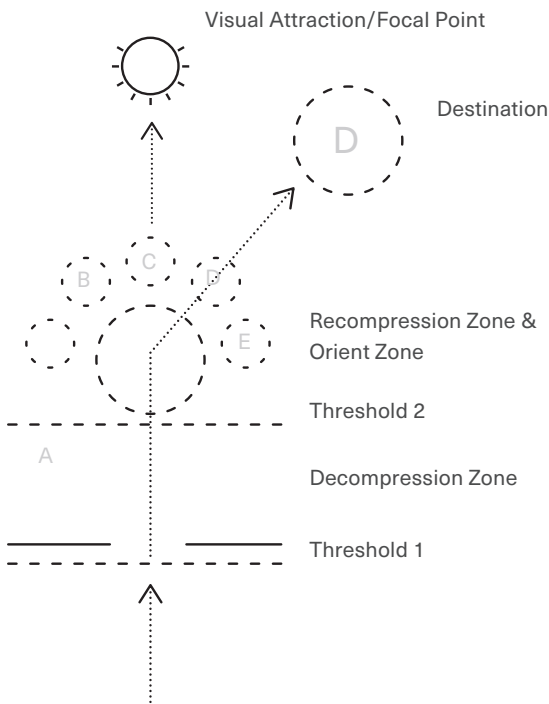 Visual Attraction/Focal Point
Destination
D
C
B
D
Recompression Zone &
Orient Zone
E
Threshold 2
A
Decompression Zone
Threshold 1